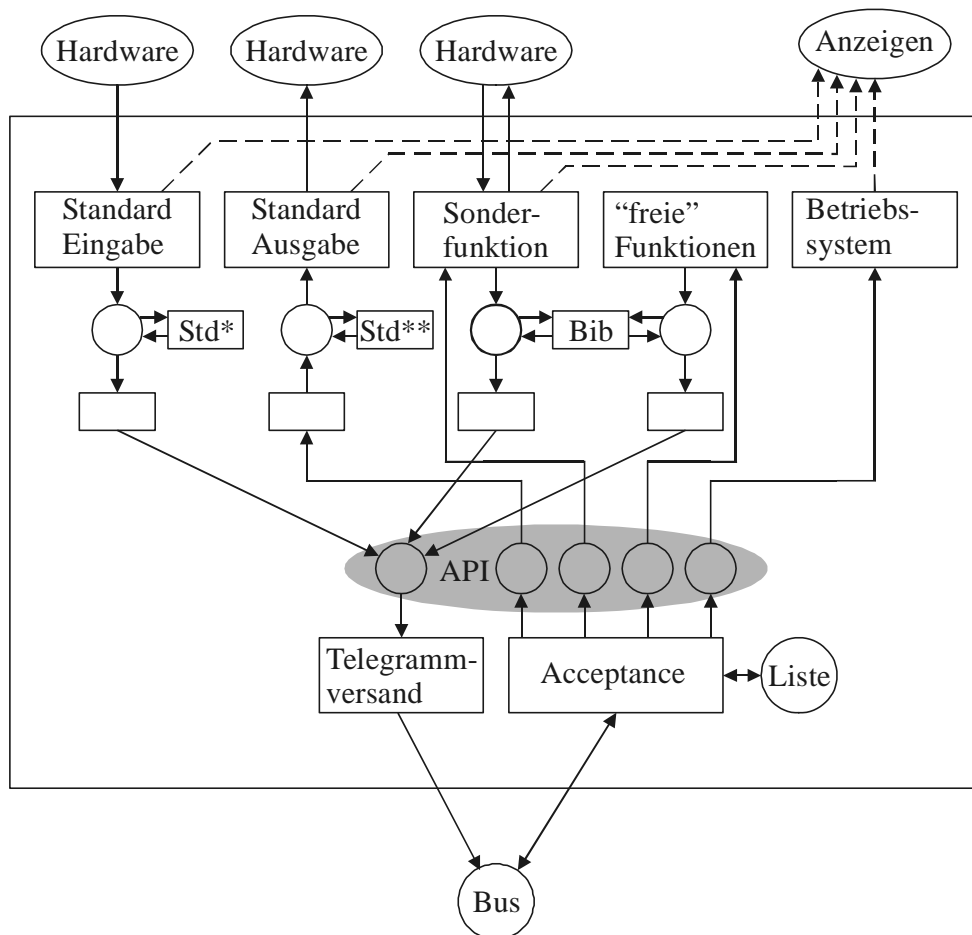 Hardware
Hardware
Hardware
Anzeigen
Standard
Eingabe
Standard
Ausgabe
Sonder-
funktion
“freie”
Funktionen
Betriebs-
system
Std*
Std**
Bib
API
Telegramm-
versand
Acceptance
Liste
Bus